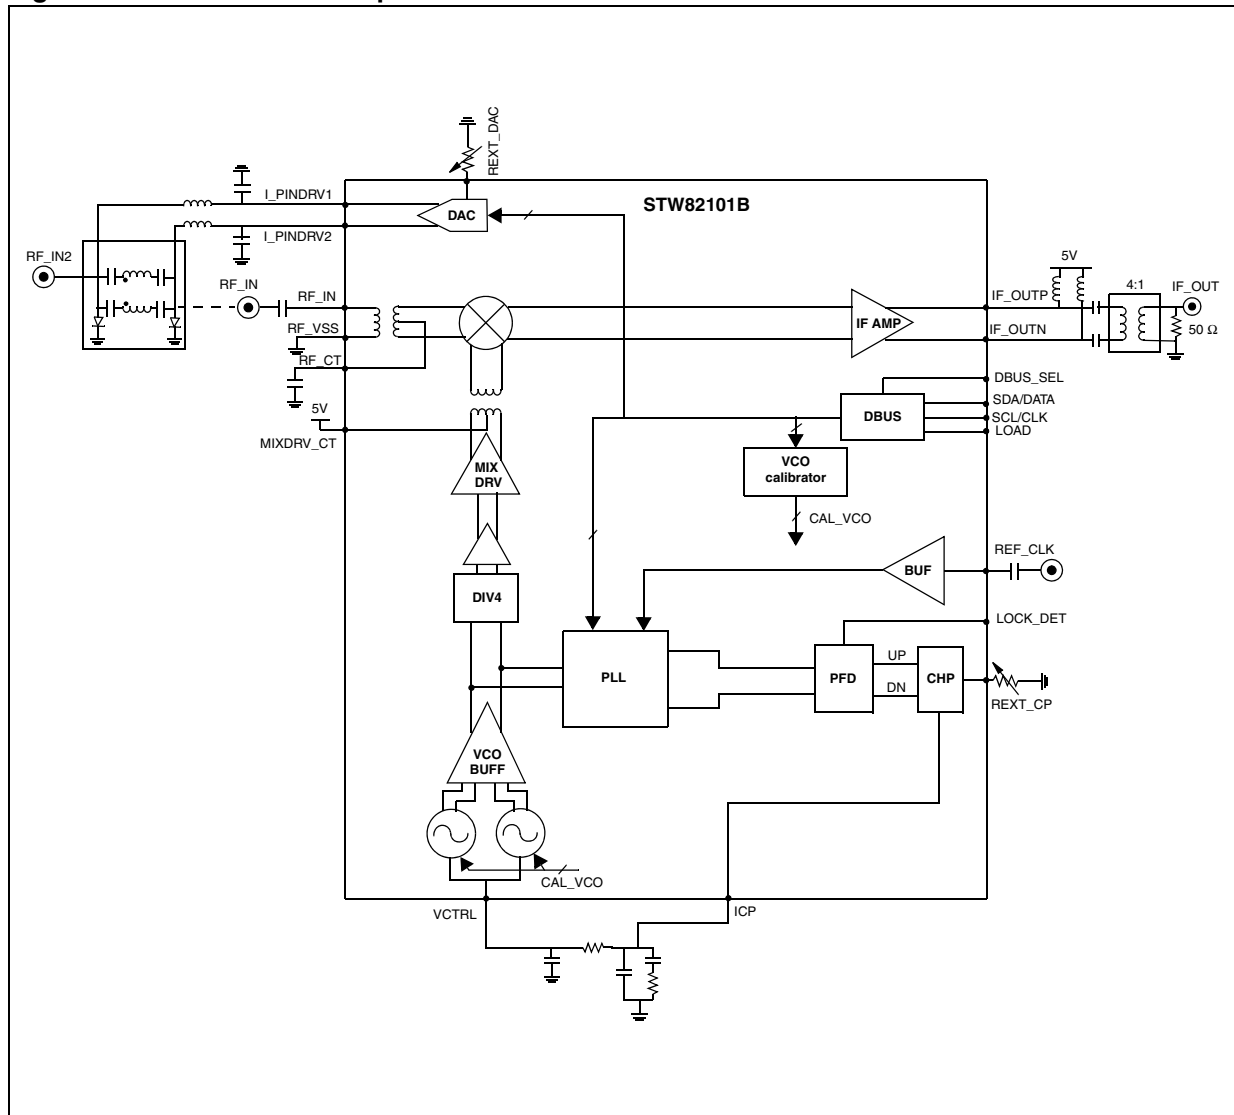 REXT_DAC
I_PINDRV1
STW82101B
DAC
I_PINDRV2
RF_IN2
5V
RF_IN
RF_IN
4:1
IF_OUT
IF_OUTP
IF AMP
50 Ω
RF_VSS
IF_OUTN
RF_CT
DBUS_SEL
5V
SDA/DATA
DBUS
SCL/CLK
LOAD
MIXDRV_CT
MIX
DRV
VCO
calibrator
CAL_VCO
REF_CLK
BUF
DIV4
LOCK_DET
UP
PLL
PFD
CHP
DN
REXT_CP
VCO
BUFF
CAL_VCO
VCTRL
ICP